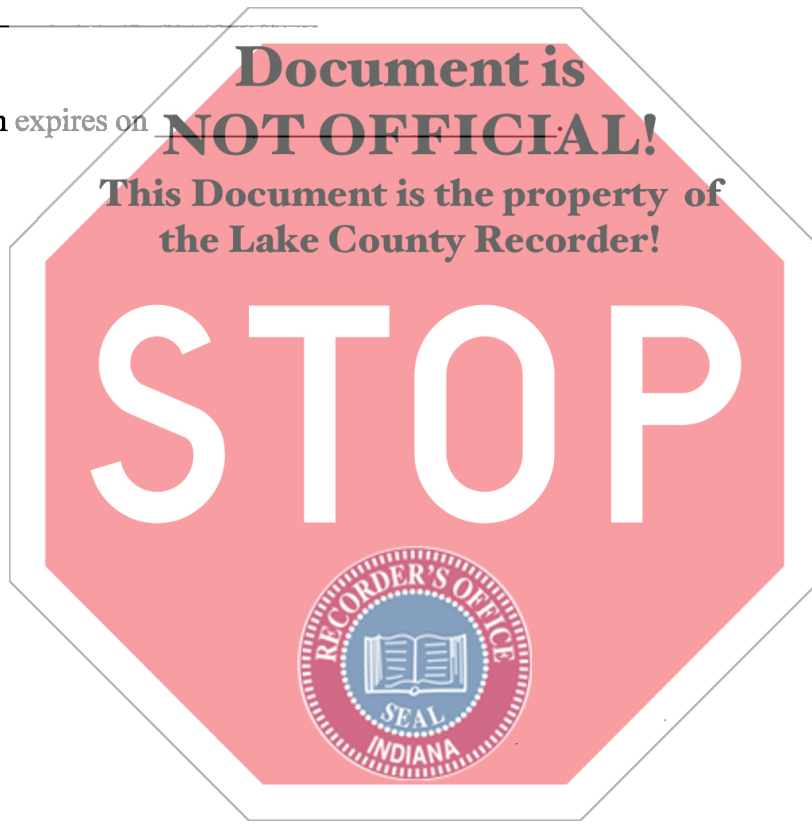 Document is
expires on
NOT OFFICIAL!
This Document is the property of
the Lake County Recorder!
STOP
RECORDER'S OFFICE
SEAL
INDIANA